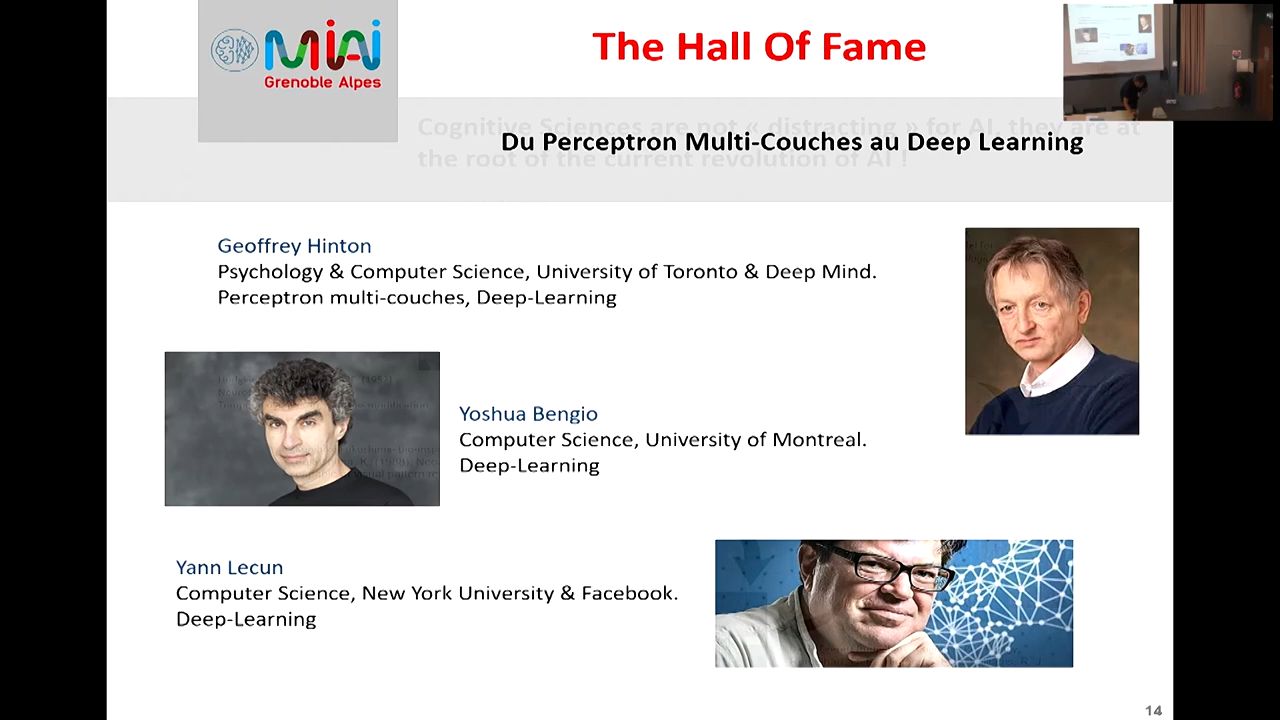 MIAI
Grenoble Alpes
The Hall Of Fame
Cognitive Sciences are not « distracting » for AI, they are at
the root of the current revolution of AI !
Du Perceptron Multi-Couches au Deep Learning
Geoffrey Hinton
Psychology & Computer Science, University of Toronto & Deep Mind.
Perceptron multi-couches, Deep-Learning
Yoshua Bengio
Computer Science, University of Montreal.
Deep-Learning
Yann Lecun
Computer Science, New York University & Facebook.
Deep-Learning
14